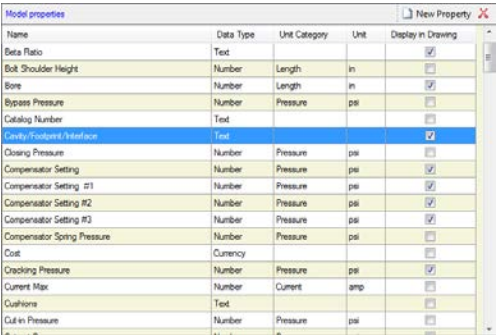 Model properties New Property
Name Data Type Unit Category Unit Display in Drawing
Beta Ratio Text
Bolt Shoulder Height Number Length in
Bore Number Length in
Bypass Pressure Number Pressure psi
Catalog Number Text
Cavity/Footprint/Interface Text
Closing Pressure Number Pressure psi
Compensator Setting Number Pressure psi
Compensator Setting #1 Number Pressure psi
Compensator Setting #2 Number Pressure psi
Compensator Setting #3 Number Pressure psi
Compensator Spring Pressure Number Pressure psi
Cost Currency
Cracking Pressure Number Pressure psi
Current Max Number Current amp
Cushions Text
Cut-in Pressure Number Pressure psi